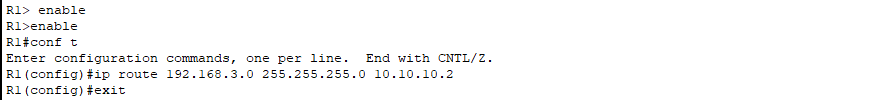 R1> enable
R1>enable
R1#conf t
Enter configuration commands, one per line.  End with CNTL/Z.
R1(config)#ip route 192.168.3.0 255.255.255.0 10.10.10.2
R1(config)#exit